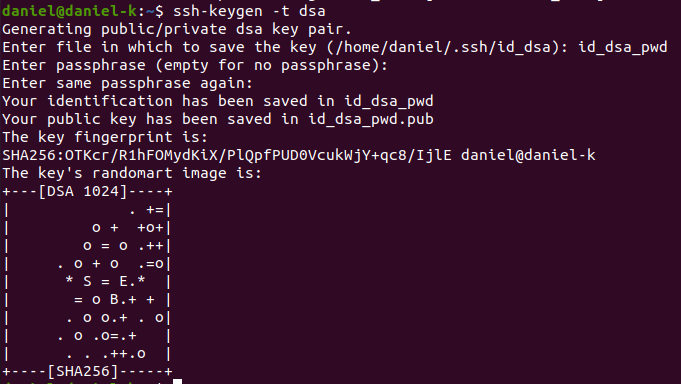 daniel@daniel-k:~$ ssh-keygen -t dsa
Generating public/private dsa key pair.
Enter file in which to save the key (/home/daniel/.ssh/id_dsa): id_dsa_pwd
Enter passphrase (empty for no passphrase):
Enter same passphrase again:
Your identification has been saved in id_dsa_pwd
Your public key has been saved in id_dsa_pwd.pub
The key fingerprint is:
SHA256:OTKcr/R1hFOMydKiX/PlQpfPUD0VcukWjY+qc8/IjlE daniel@daniel-k
The key's randomart image is:
+---[DSA 1024]----+
|             . +=|
|        o +  +o+|
|       o = o .++|
|    . o + o  .=o|
|     * S = E.*  |
|      = o B.+ + |
|     . o o.+ . o|
|    . o .o=.+   |
|     . . .++.o  |
+----[SHA256]-----+